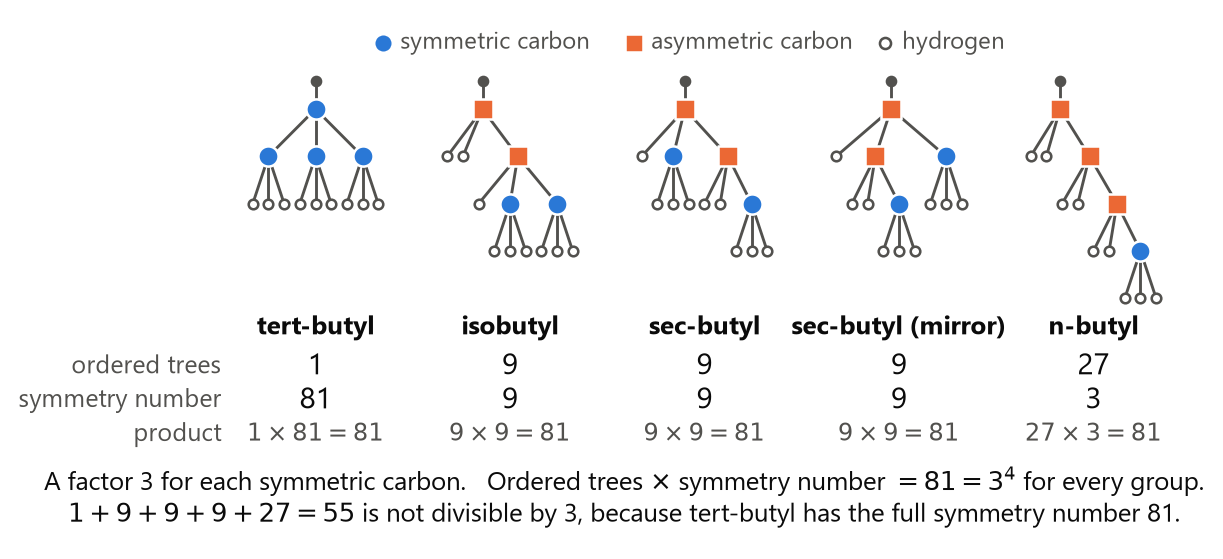 symmetric carbon asymmetric carbon hydrogen
tert-butyl isobutyl sec-butyl sec-butyl (mirror) n-butyl
ordered trees 1 9 9 9 27
symmetry number 81 9 9 9 3
product 1 × 81 = 81 9 × 9 = 81 9 × 9 = 81 9 × 9 = 81 27 × 3 = 81
A factor 3 for each symmetric carbon. Ordered trees × symmetry number = 81 = 3⁴ for every group.
1 + 9 + 9 + 9 + 27 = 55 is not divisible by 3, because tert-butyl has the full symmetry number 81.